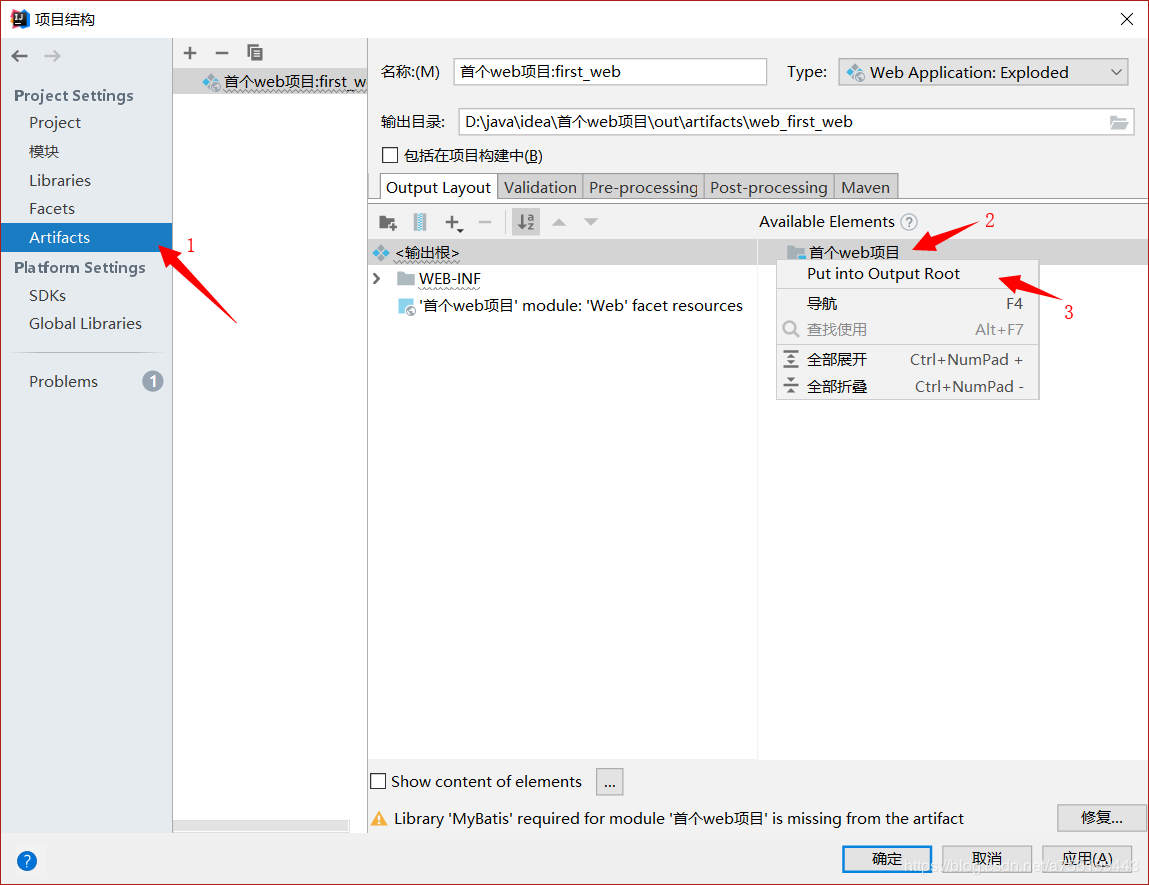 项目结构
Project Settings
Project
模块
Libraries
Facets
Artifacts
Platform Settings
SDKs
Global Libraries
Problems
1
首个web项目:first_w
名称:(M)
首个web项目:first_web
Type:
Web Application: Exploded
输出目录:
D:\java\idea\首个web项目\out\artifacts\web_first_web
包括在项目构建中(B)
Output Layout
Validation
Pre-processing
Post-processing
Maven
Available Elements
?
<输出根>
WEB-INF
'首个web项目' module: 'Web' facet resources
首个web项目
Put into Output Root
导航 F4
查找使用 Alt+F7
全部展开 Ctrl+NumPad +
全部折叠 Ctrl+NumPad -
1
2
3
Show content of elements
...
Library 'MyBatis' required for module '首个web项目' is missing from the artifact
修复...
?
确定
取消
应用(A)